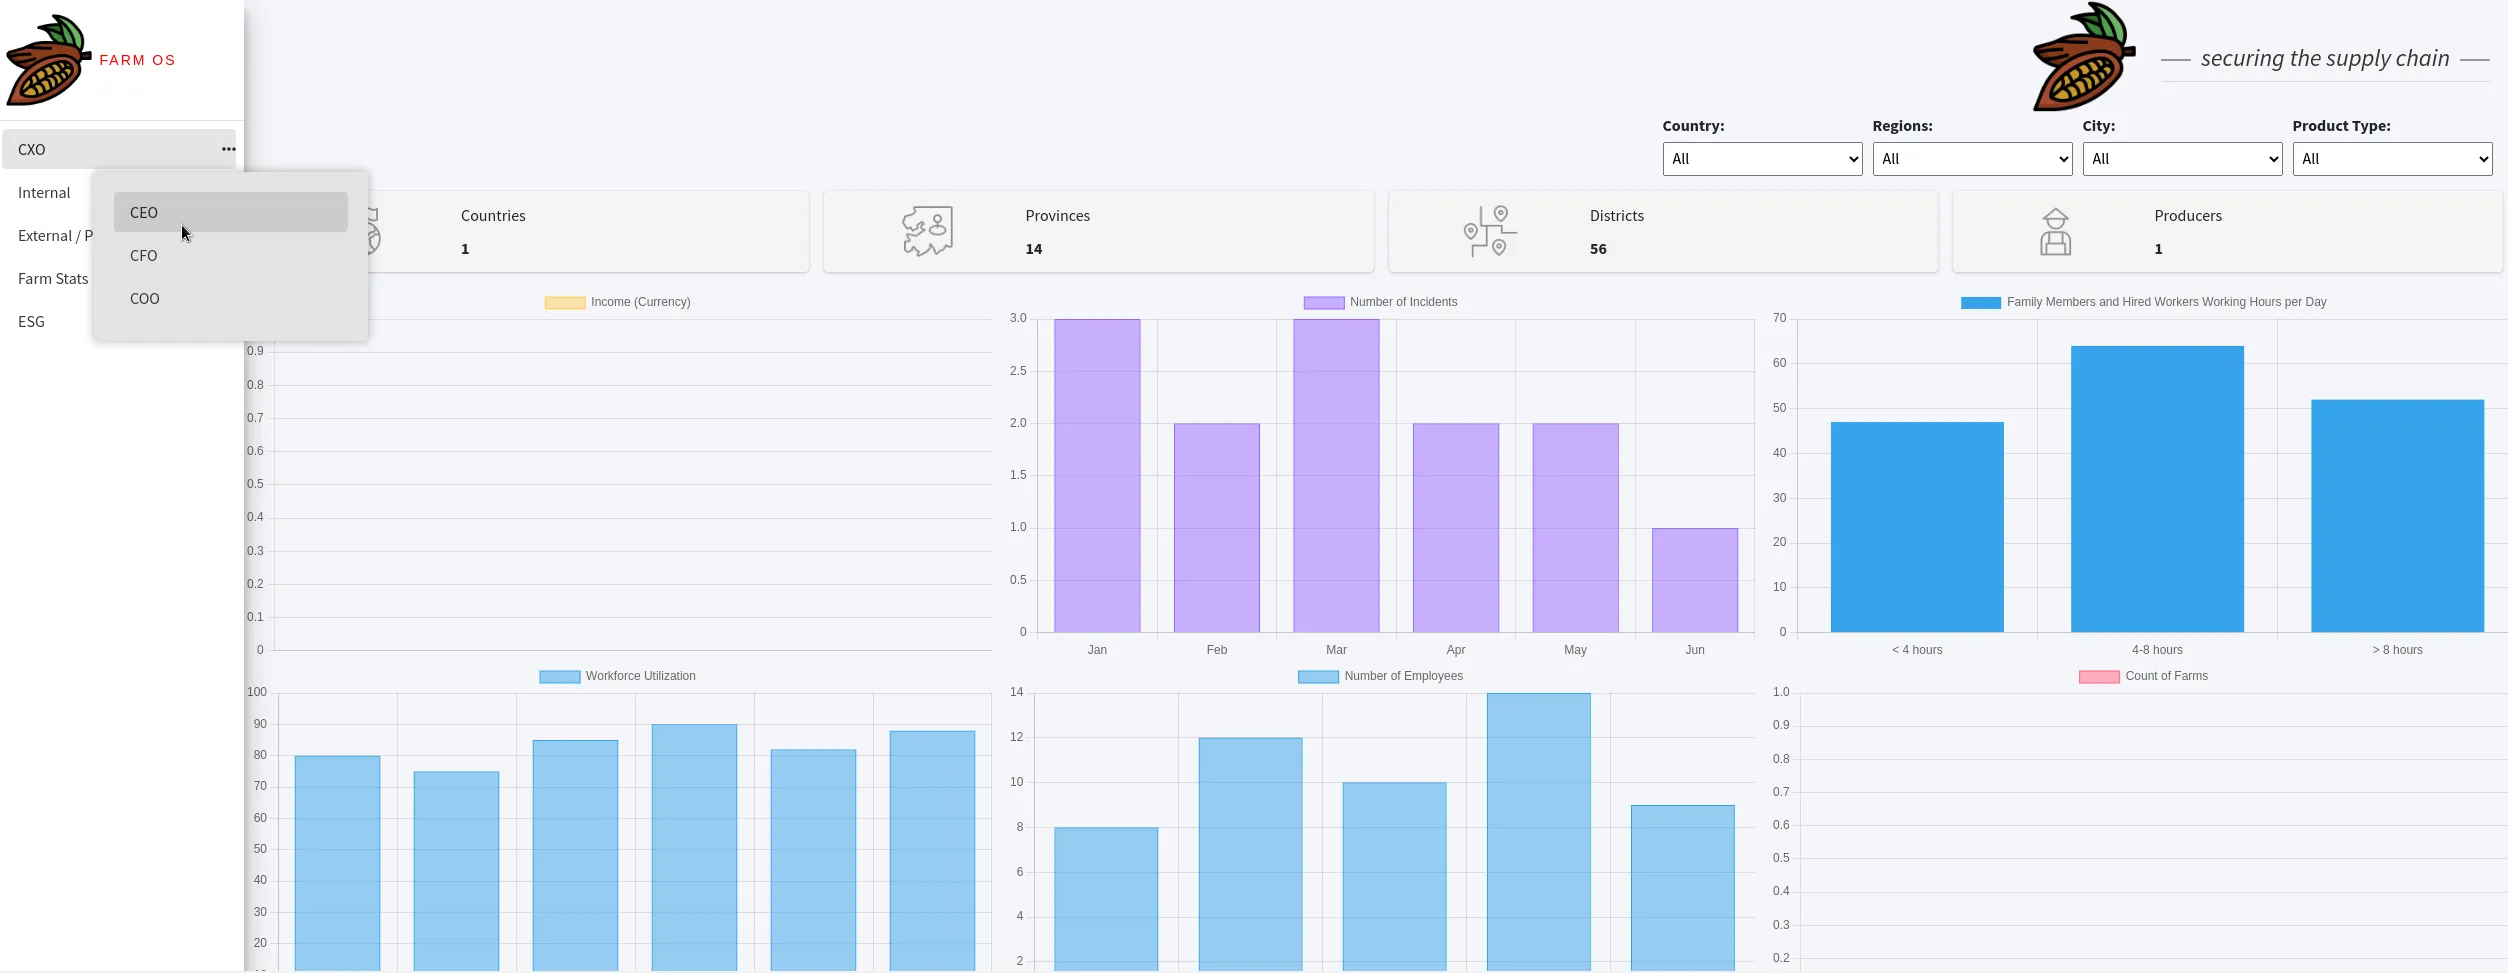 FARM OS
securing the supply chain
CXO
Internal
External / P
Farm Stats
ESG
CEO
CFO
COO
Country:
Regions:
City:
Product Type:
All
All
All
All
Countries
1
Provinces
14
Districts
56
Producers
1
Income (Currency)
0.9
0.8
0.7
0.6
0.5
0.4
0.3
0.2
0.1
0
Number of Incidents
3.0
2.5
2.0
1.5
1.0
0.5
0
Jan Feb Mar Apr May Jun
Family Members and Hired Workers Working Hours per Day
70
60
50
40
30
20
10
0
< 4 hours 4-8 hours > 8 hours
Workforce Utilization
100
90
80
70
60
50
40
30
20
Number of Employees
14
12
10
8
6
4
2
Count of Farms
1.0
0.9
0.8
0.7
0.6
0.5
0.4
0.3
0.2